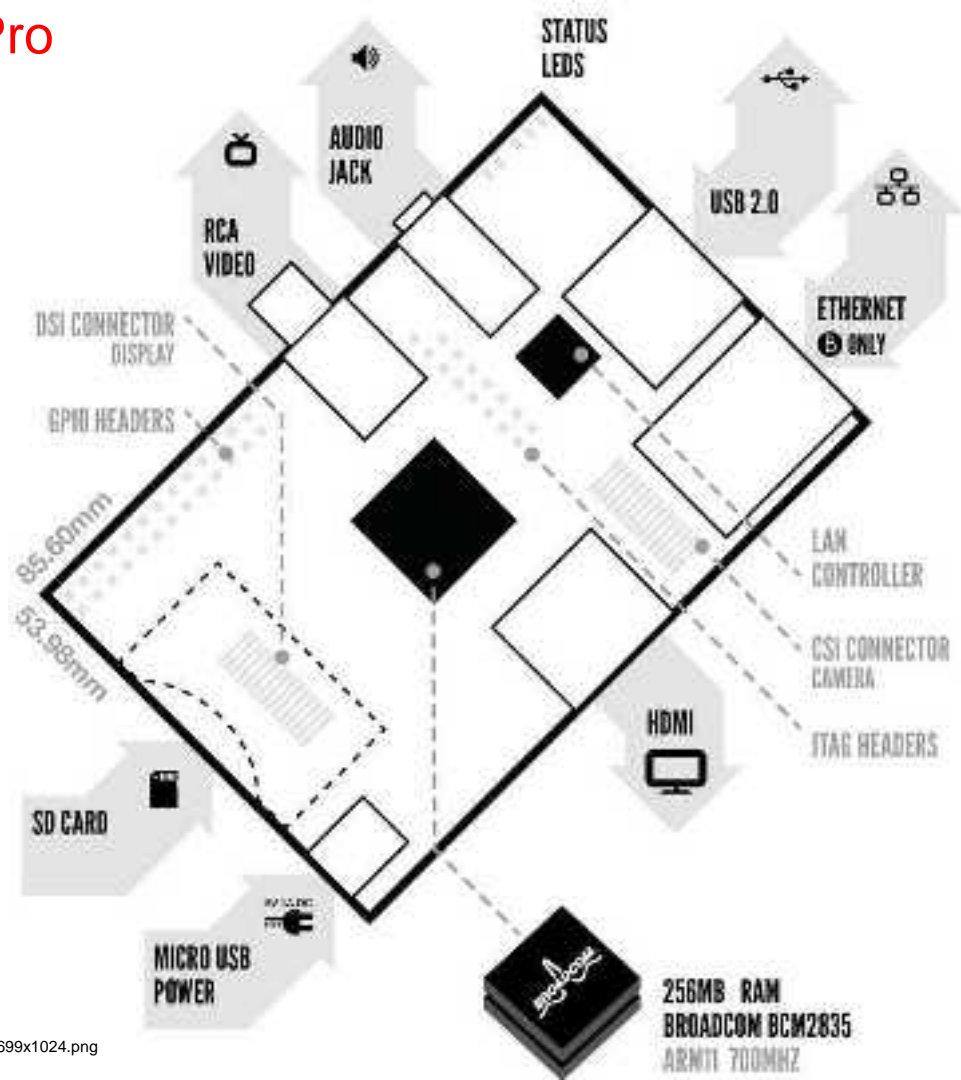 Pro
STATUS
LEDS
AUDIO
JACK
USB 2.0
RCA
VIDEO
ETHERNET
B ONLY
DSI CONNECTOR
DISPLAY
GPIO HEADERS
85.60mm
53.98mm
LAN
CONTROLLER
CSI CONNECTOR
CAMERA
JTAG HEADERS
HDMI
SD CARD
MICRO USB
POWER
BROADCOM
256MB RAM
BROADCOM BCM2835
ARM11 700MHZ
699x1024.png